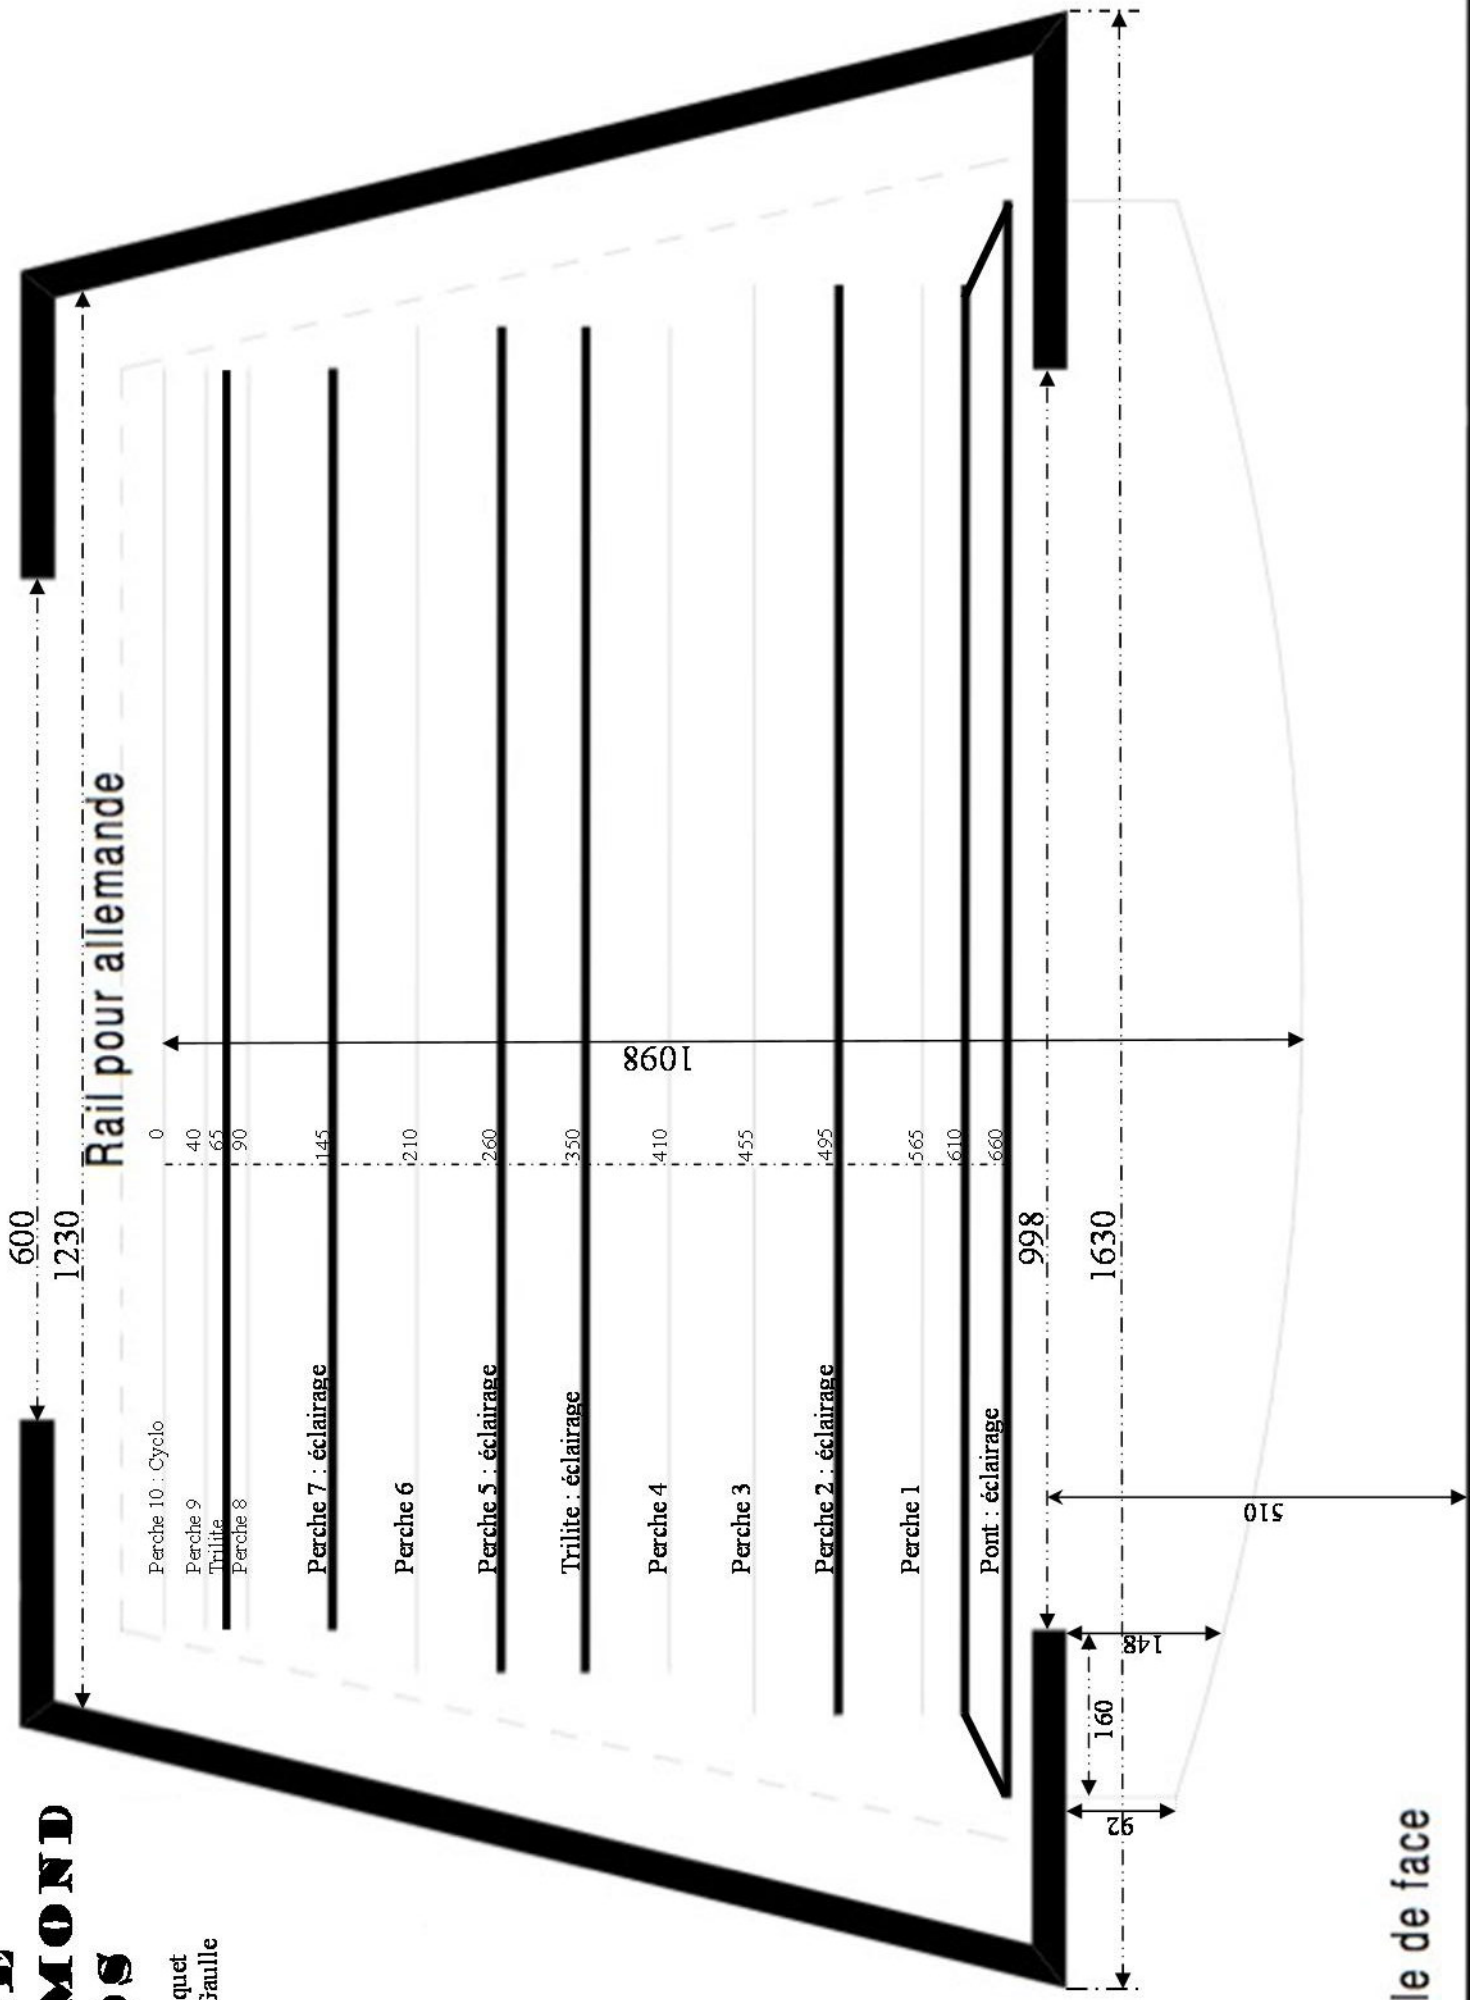 MOND
600
1230
Rail pour allemande
Perche 10 : Cyclo
0
Perche 9
40
Trilite
65
Perche 8
90
Perche 7 : éclairage
145
Perche 6
210
Perche 5 : éclairage
260
Trilite : éclairage
350
Perche 4
410
1098
Perche 3
455
Perche 2 : éclairage
495
Perche 1
565
610
Pont : éclairage
660
998
1630
148
160
92
510
quet
Gaulle
le de face